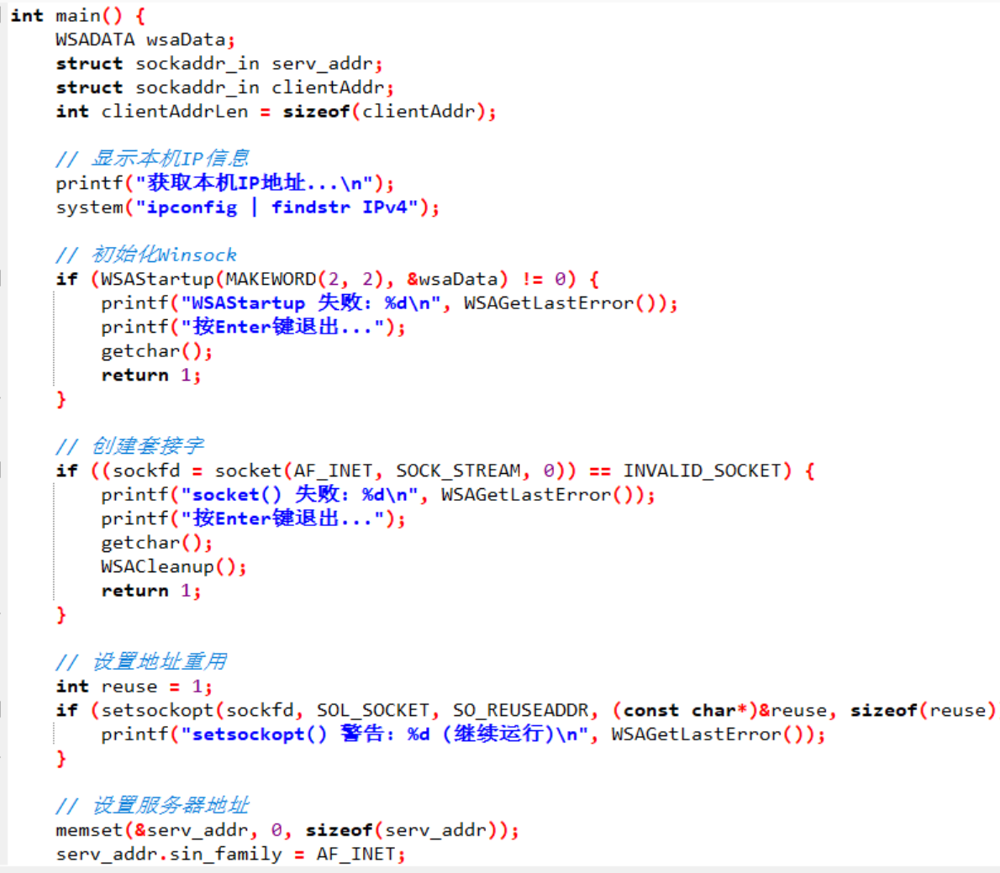 int main() {
    WSADATA wsaData;
    struct sockaddr_in serv_addr;
    struct sockaddr_in clientAddr;
    int clientAddrLen = sizeof(clientAddr);

    // 显示本机IP信息
    printf("获取本机IP地址...\n");
    system("ipconfig | findstr IPv4");

    // 初始化Winsock
    if (WSAStartup(MAKEWORD(2, 2), &wsaData) != 0) {
        printf("WSAStartup 失败: %d\n", WSAGetLastError());
        printf("按Enter键退出...");
        getchar();
        return 1;
    }

    // 创建套接字
    if ((sockfd = socket(AF_INET, SOCK_STREAM, 0)) == INVALID_SOCKET) {
        printf("socket() 失败: %d\n", WSAGetLastError());
        printf("按Enter键退出...");
        getchar();
        WSACleanup();
        return 1;
    }

    // 设置地址重用
    int reuse = 1;
    if (setsockopt(sockfd, SOL_SOCKET, SO_REUSEADDR, (const char*)&reuse, sizeof(reuse)
        printf("setsockopt() 警告: %d (继续运行)\n", WSAGetLastError());
    }

    // 设置服务器地址
    memset(&serv_addr, 0, sizeof(serv_addr));
    serv_addr.sin_family = AF_INET;